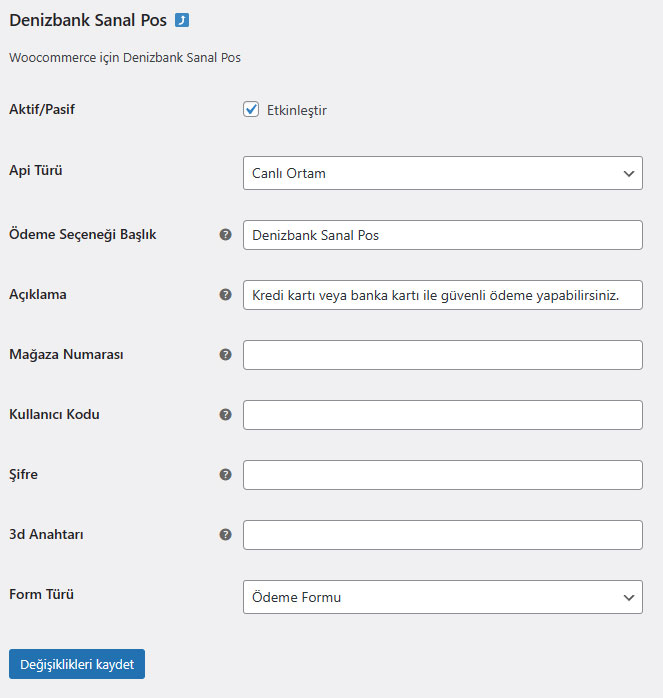 Denizbank Sanal Pos ⤴
Woocommerce için Denizbank Sanal Pos
Aktif/Pasif
Etkinleştir
Api Türü
Canlı Ortam
Ödeme Seçeneği Başlık
Denizbank Sanal Pos
Açıklama
Kredi kartı veya banka kartı ile güvenli ödeme yapabilirsiniz.
Mağaza Numarası
Kullanıcı Kodu
Şifre
3d Anahtarı
Form Türü
Ödeme Formu
Değişiklikleri kaydet